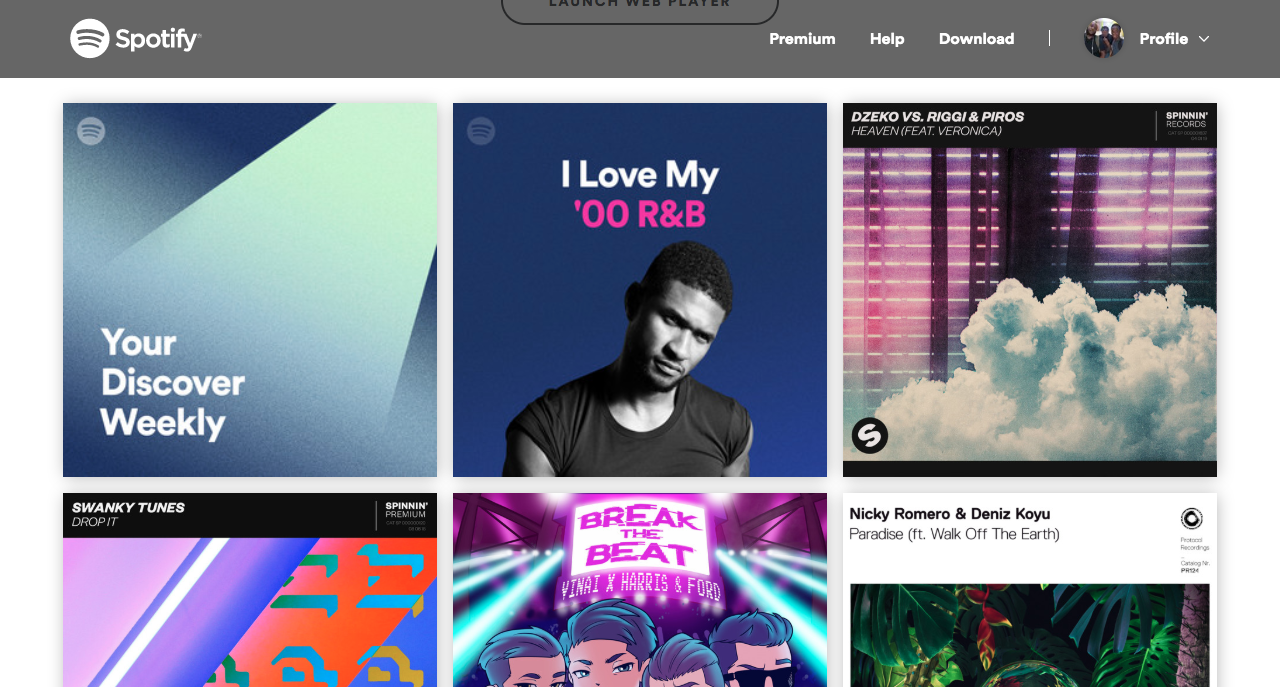 LAUNCH WEB PLAYER
Spotify
Premium
Help
Download
Profile
Your
Discover
Weekly
I Love My
'00 R&B
DZEKO VS. RIGGI & PIROS
HEAVEN (FEAT. VERONICA)
SPINNIN'
RECORDS
SWANKY TUNES
DROP IT
SPINNIN'
PREMIUM
BREAK
THE
BEAT
VINAI X HARRIS & FORD
Nicky Romero & Deniz Koyu
Paradise (ft. Walk Off The Earth)
Protocol
Recordings
Catalog Nr.
PR124